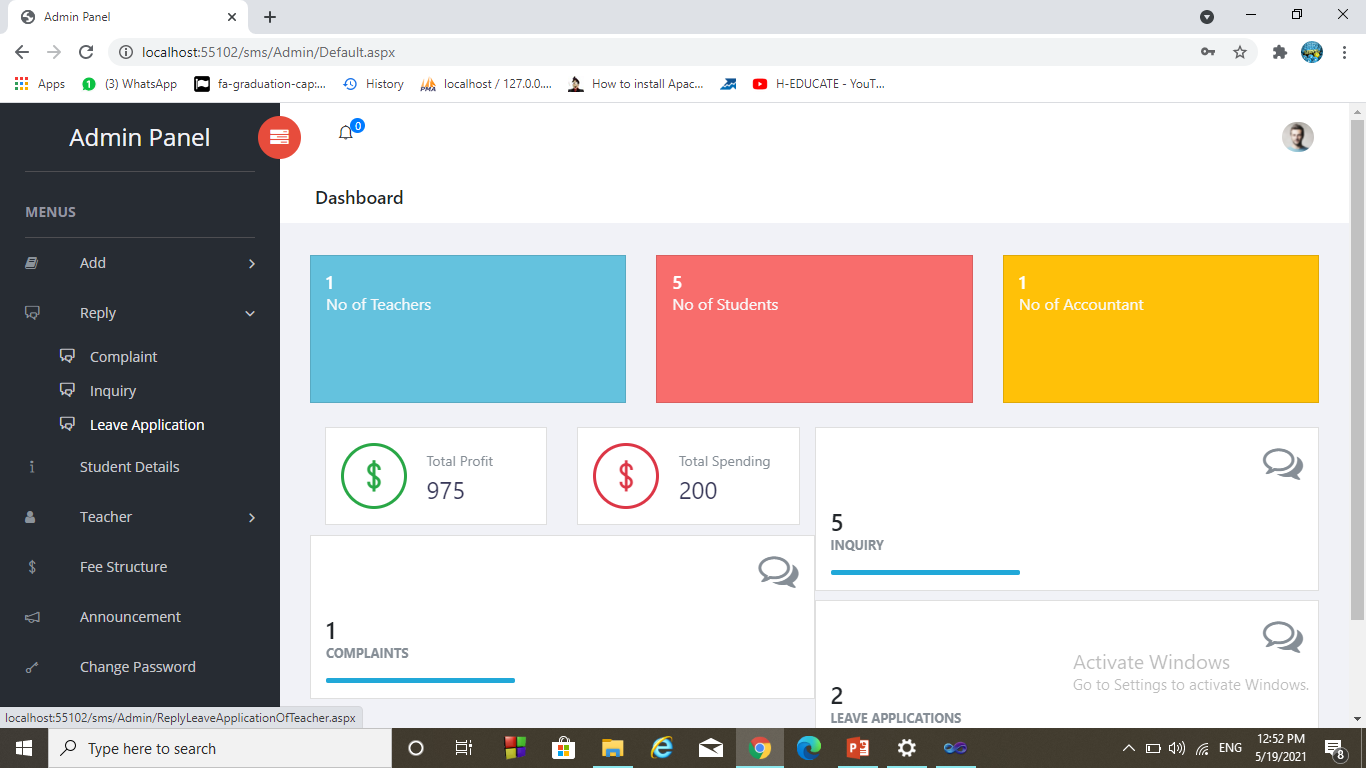 Admin Panel
localhost:55102/sms/Admin/Default.aspx
Apps
1
(3) WhatsApp
fa-graduation-cap:...
History
PMA
localhost / 127.0.0....
How to install Apac...
H-EDUCATE - YouT...
Admin Panel
0
Dashboard
MENUS
Add
Reply
Complaint
Inquiry
Leave Application
Student Details
Teacher
Fee Structure
Announcement
Change Password
1
No of Teachers
5
No of Students
1
No of Accountant
$
Total Profit
975
$
Total Spending
200
5
INQUIRY
1
COMPLAINTS
2
LEAVE APPLICATIONS
Activate Windows
Go to Settings to activate Windows.
localhost:55102/sms/Admin/ReplyLeaveApplicationOfTeacher.aspx
Type here to search
ENG
12:52 PM
5/19/2021
8